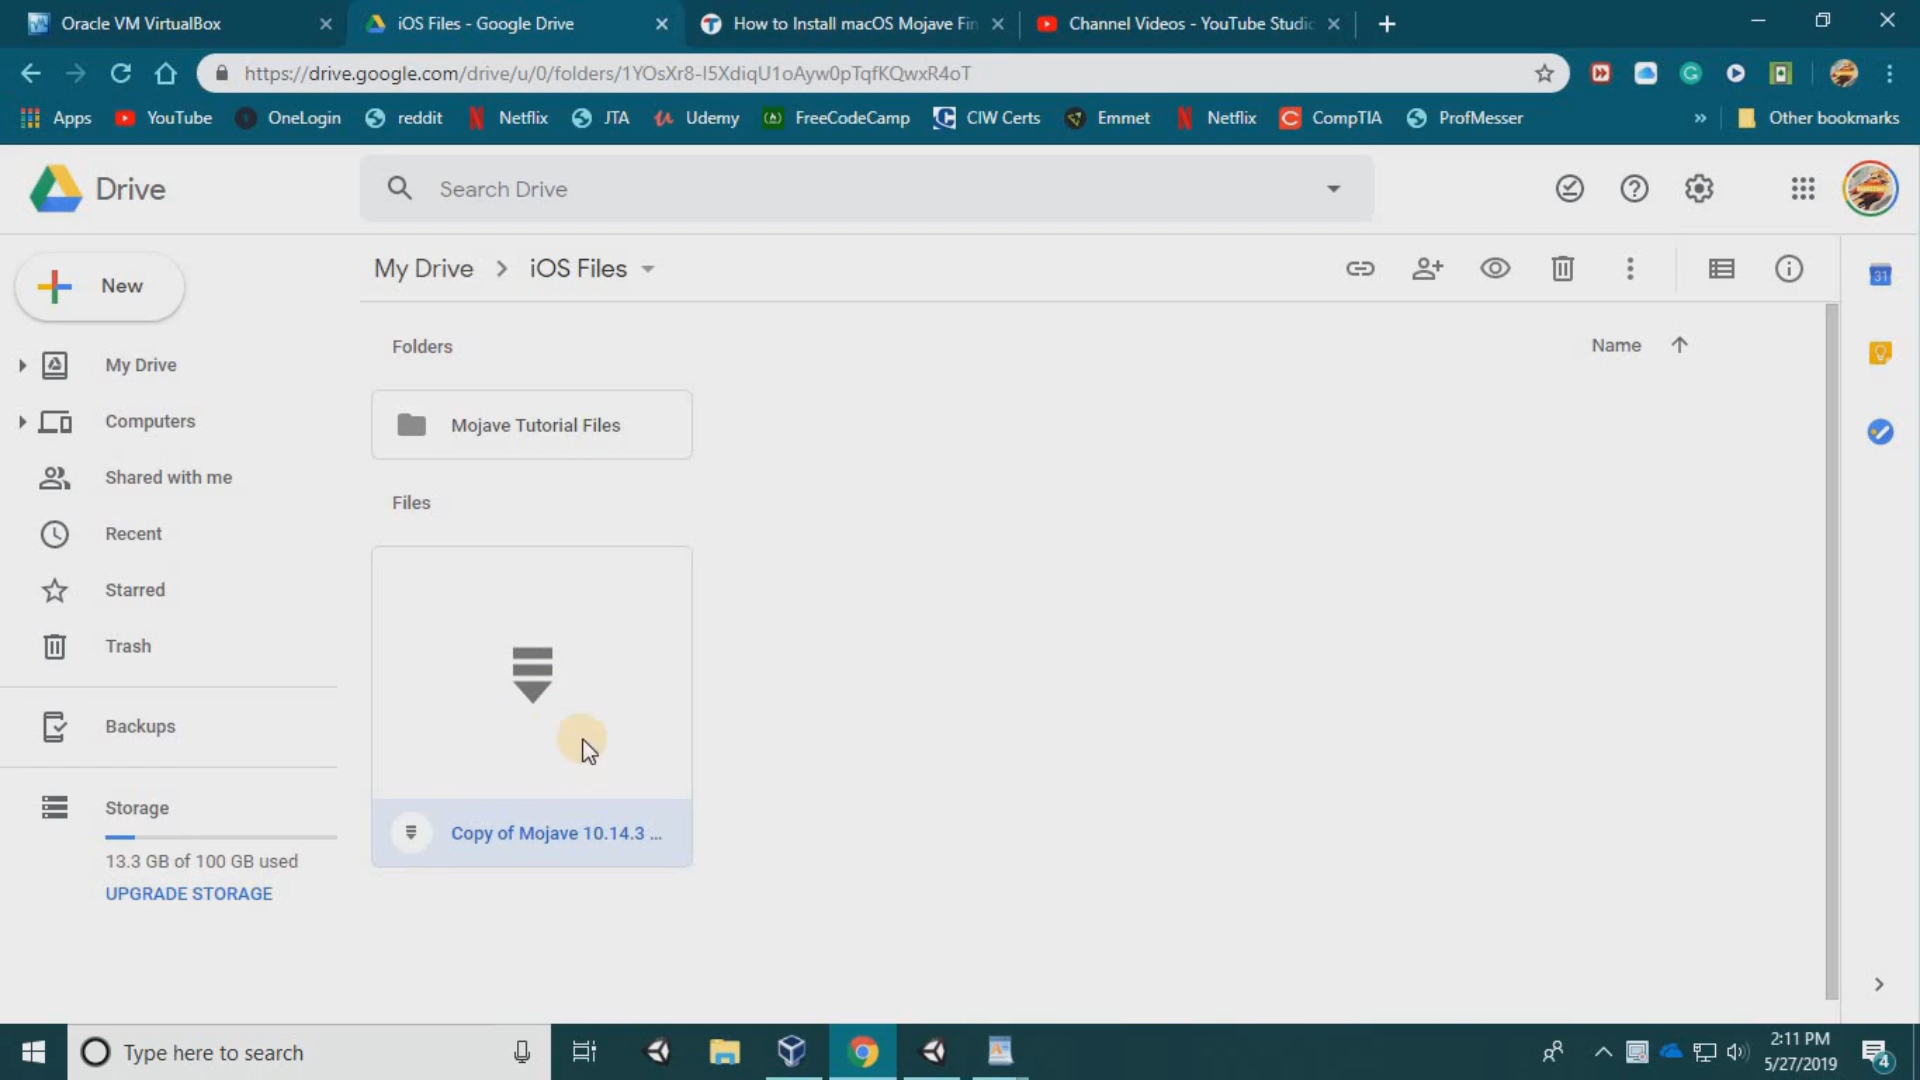 Oracle VM VirtualBox
iOS Files - Google Drive
How to Install macOS Mojave Fin
Channel Videos - YouTube Studio
https://drive.google.com/drive/u/0/folders/1YOsXr8-I5XdiqU1oAyw0pTqfKQwxR4oT
Apps
YouTube
OneLogin
reddit
Netflix
JTA
Udemy
FreeCodeCamp
CIW Certs
Emmet
Netflix
CompTIA
ProfMesser
»
Other bookmarks
Drive
Search Drive
New
My Drive > iOS Files
My Drive
Computers
Shared with me
Recent
Starred
Trash
Backups
Storage
13.3 GB of 100 GB used
UPGRADE STORAGE
Folders
Name
Mojave Tutorial Files
Files
Copy of Mojave 10.14.3 ...
31
Type here to search
2:11 PM
5/27/2019
4